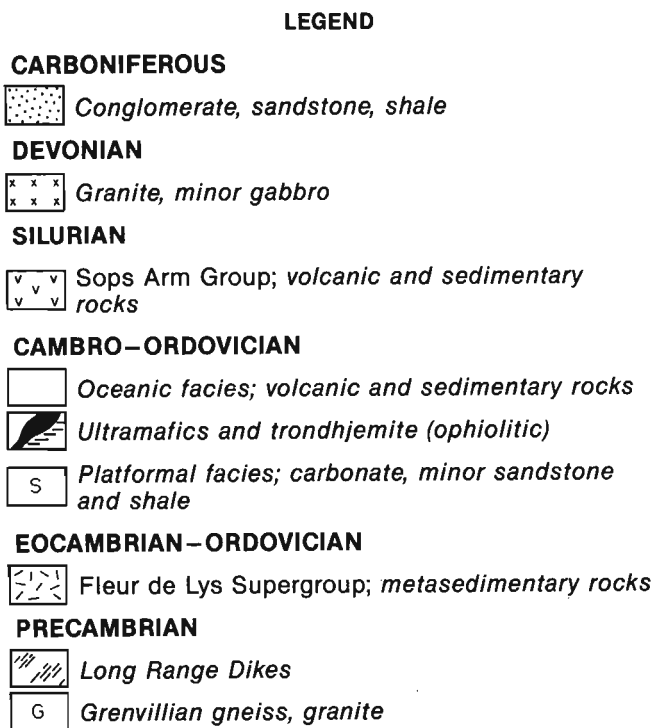 LEGEND
CARBONIFEROUS
Conglomerate, sandstone, shale
DEVONIAN
x x x
x x x
Granite, minor gabbro
SILURIAN
v v
v
v v
Sops Arm Group; volcanic and sedimentary
rocks
CAMBRO–ORDOVICIAN
Oceanic facies; volcanic and sedimentary rocks
Ultramafics and trondhjemite (ophiolitic)
S
Platformal facies; carbonate, minor sandstone
and shale
EOCAMBRIAN–ORDOVICIAN
Fleur de Lys Supergroup; metasedimentary rocks
PRECAMBRIAN
Long Range Dikes
G
Grenvillian gneiss, granite